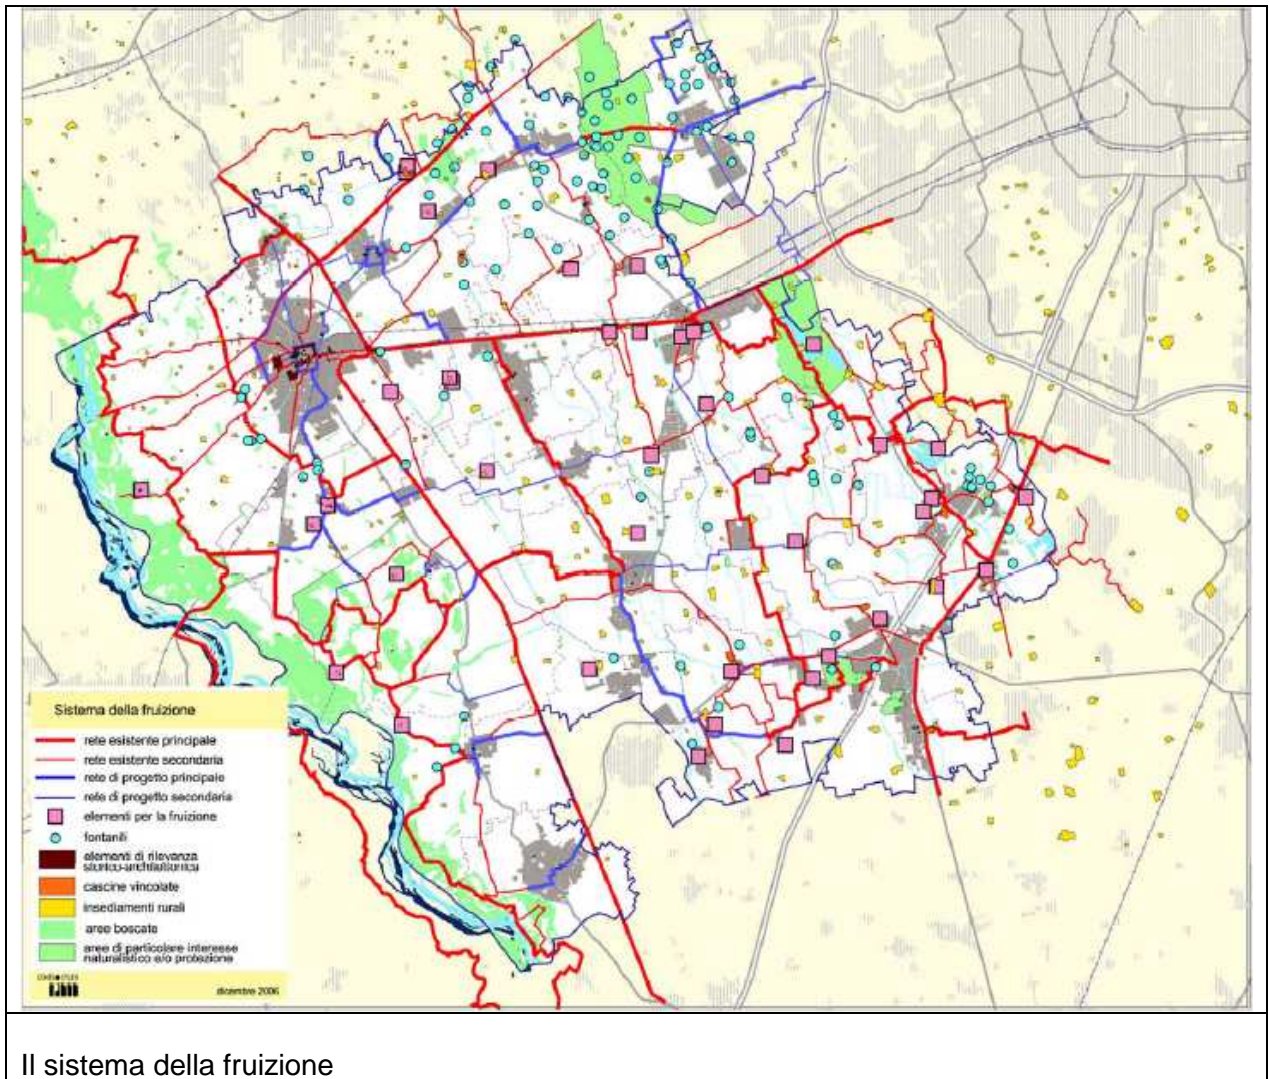 Sistema della fruizione
rete esistente principale
rete esistente secondaria
rete di progetto principale
rete di progetto secondaria
elementi per la fruizione
fontanili
elementi di rilevanza
storico-architettonica
cascine vincolate
insediamenti rurali
aree boscate
aree di particolare interesse
naturalistico e/o protezione
dicembre 2006
Il sistema della fruizione